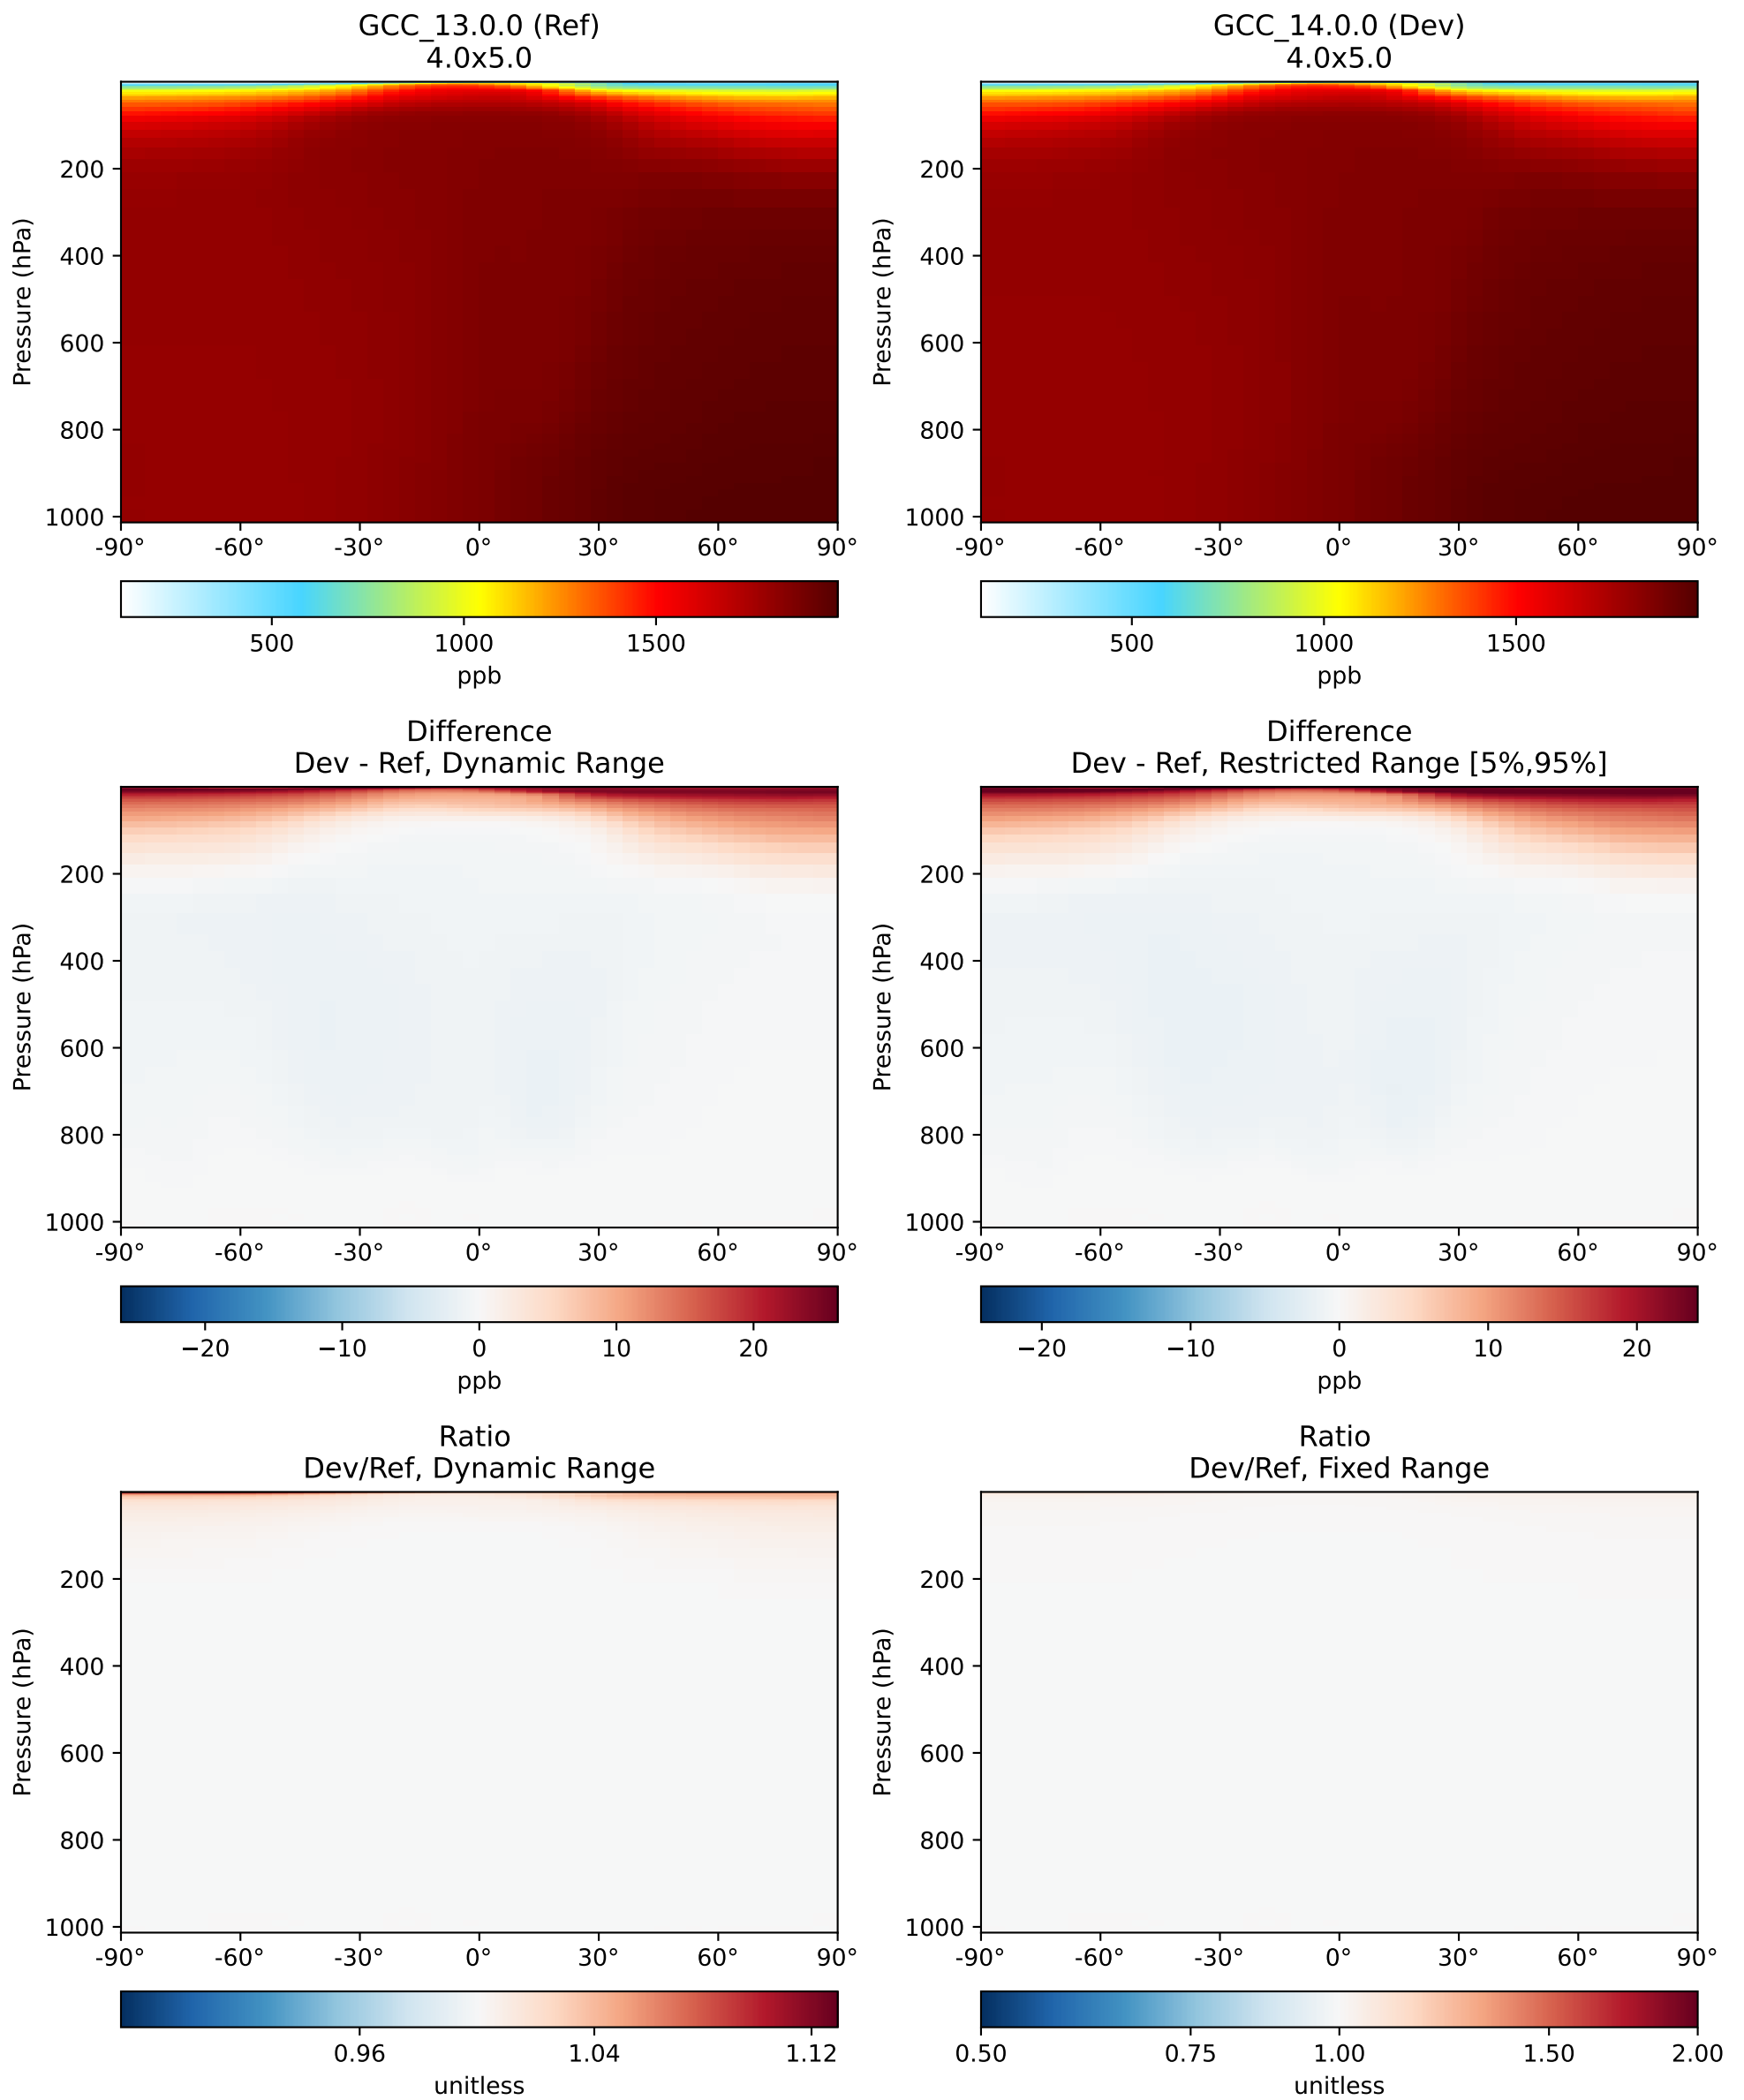 GCC_13.0.0 (Ref)
4.0x5.0
Pressure (hPa)
200
400
600
800
1000
-90° -60° -30° 0° 30° 60° 90°
500 1000 1500
ppb
GCC_14.0.0 (Dev)
4.0x5.0
Pressure (hPa)
200
400
600
800
1000
-90° -60° -30° 0° 30° 60° 90°
500 1000 1500
ppb
Difference
Dev - Ref, Dynamic Range
Pressure (hPa)
200
400
600
800
1000
-90° -60° -30° 0° 30° 60° 90°
−20 −10 0 10 20
ppb
Difference
Dev - Ref, Restricted Range [5%,95%]
Pressure (hPa)
200
400
600
800
1000
-90° -60° -30° 0° 30° 60° 90°
−20 −10 0 10 20
ppb
Ratio
Dev/Ref, Dynamic Range
Pressure (hPa)
200
400
600
800
1000
-90° -60° -30° 0° 30° 60° 90°
0.96 1.04 1.12
unitless
Ratio
Dev/Ref, Fixed Range
Pressure (hPa)
200
400
600
800
1000
-90° -60° -30° 0° 30° 60° 90°
0.50 0.75 1.00 1.50 2.00
unitless